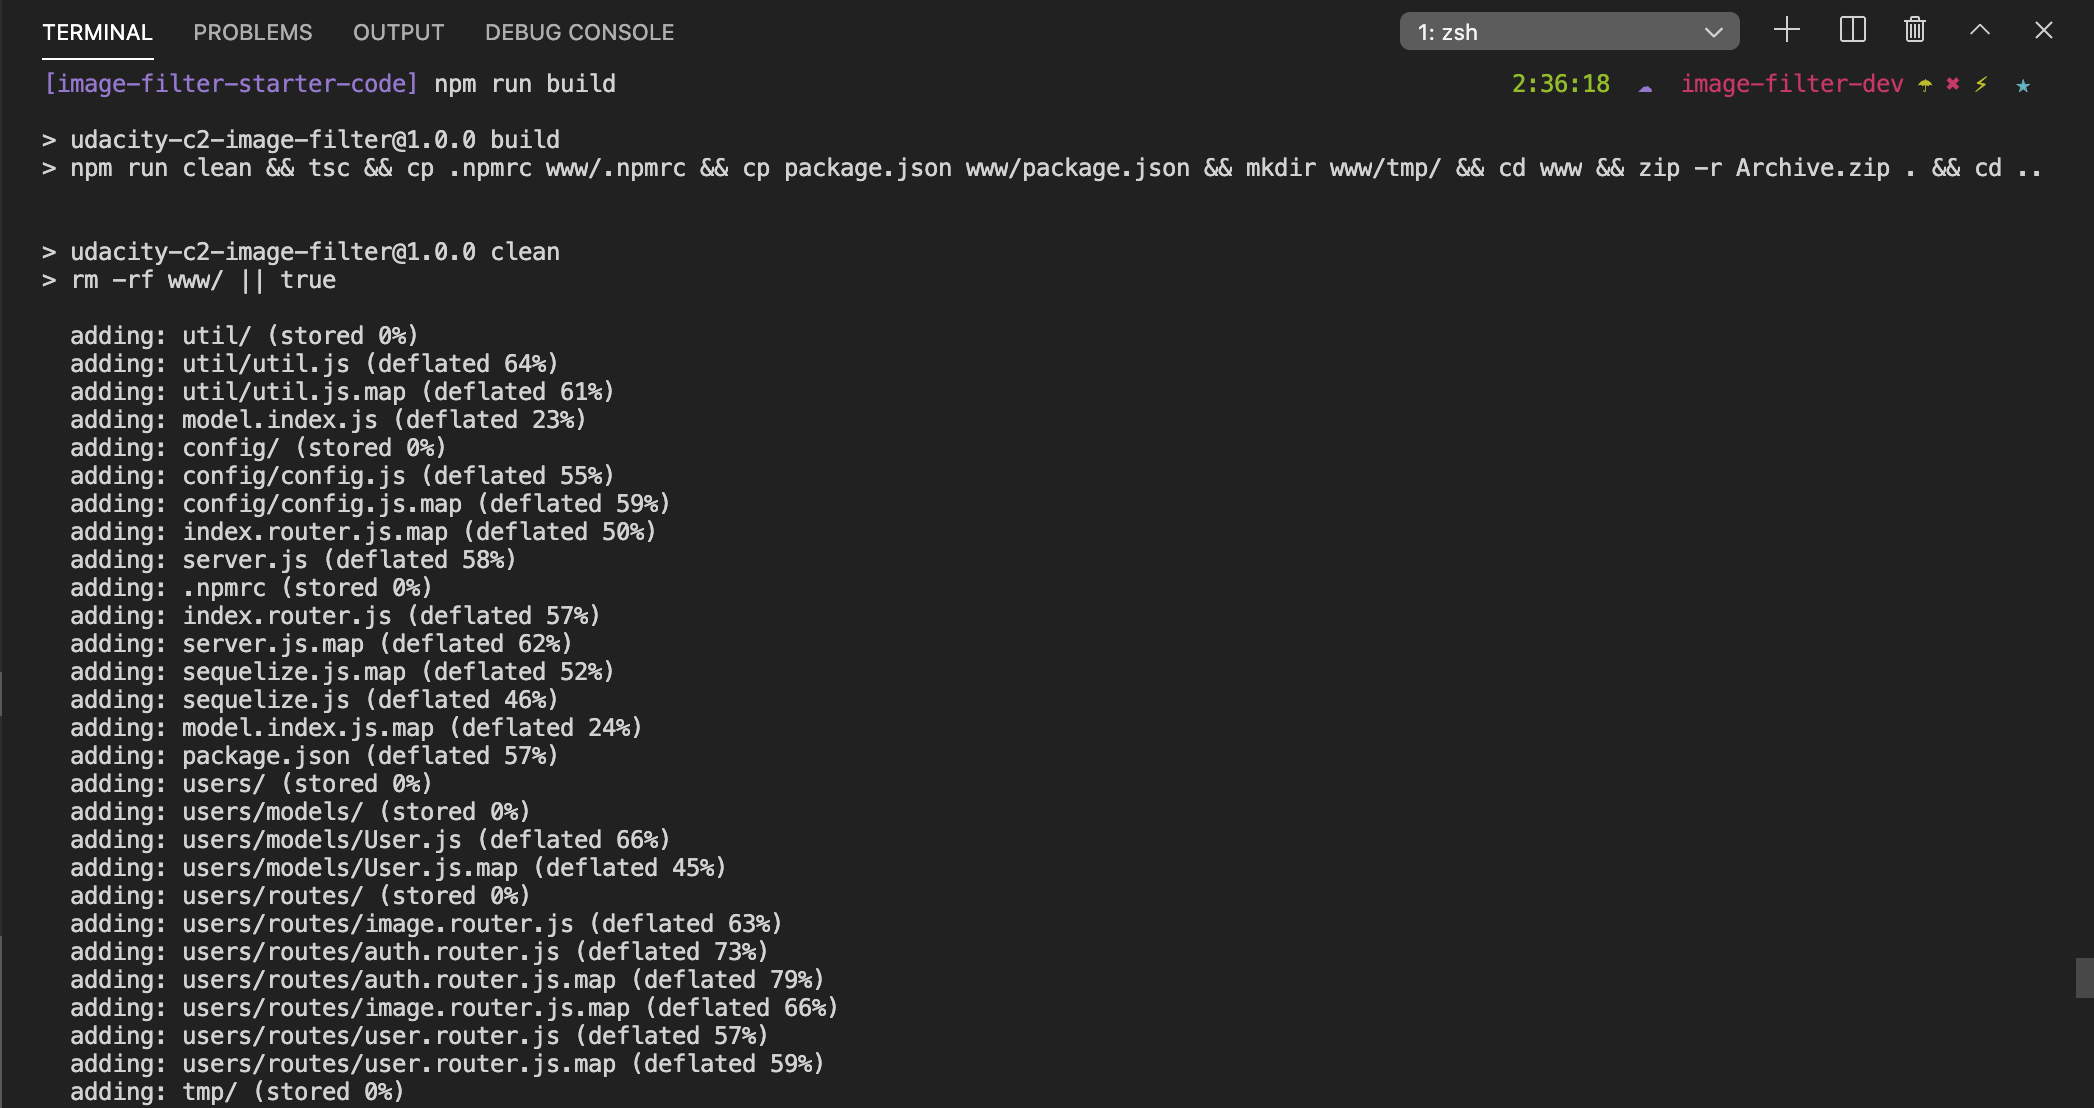 TERMINAL PROBLEMS OUTPUT DEBUG CONSOLE 1: zsh
[image-filter-starter-code] npm run build 2:36:18 image-filter-dev
> udacity-c2-image-filter@1.0.0 build
> npm run clean && tsc && cp .npmrc www/.npmrc && cp package.json www/package.json && mkdir www/tmp/ && cd www && zip -r Archive.zip . && cd ..
> udacity-c2-image-filter@1.0.0 clean
> rm -rf www/ || true
adding: util/ (stored 0%)
adding: util/util.js (deflated 64%)
adding: util/util.js.map (deflated 61%)
adding: model.index.js (deflated 23%)
adding: config/ (stored 0%)
adding: config/config.js (deflated 55%)
adding: config/config.js.map (deflated 59%)
adding: index.router.js.map (deflated 50%)
adding: server.js (deflated 58%)
adding: .npmrc (stored 0%)
adding: index.router.js (deflated 57%)
adding: server.js.map (deflated 62%)
adding: sequelize.js.map (deflated 52%)
adding: sequelize.js (deflated 46%)
adding: model.index.js.map (deflated 24%)
adding: package.json (deflated 57%)
adding: users/ (stored 0%)
adding: users/models/ (stored 0%)
adding: users/models/User.js (deflated 66%)
adding: users/models/User.js.map (deflated 45%)
adding: users/routes/ (stored 0%)
adding: users/routes/image.router.js (deflated 63%)
adding: users/routes/auth.router.js (deflated 73%)
adding: users/routes/auth.router.js.map (deflated 79%)
adding: users/routes/image.router.js.map (deflated 66%)
adding: users/routes/user.router.js (deflated 57%)
adding: users/routes/user.router.js.map (deflated 59%)
adding: tmp/ (stored 0%)